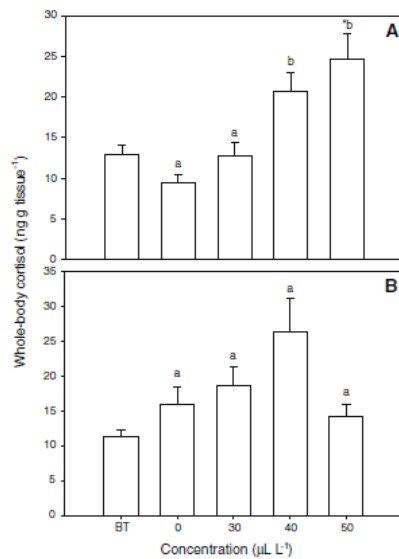 Whole-body cortisol (ng g tissue⁻¹)
30
25
20
15
10
5
0
A
a
a
b
*b
35
30
25
20
15
10
5
0
B
a
a
a
a
BT
0
30
40
50
Concentration (µL L⁻¹)